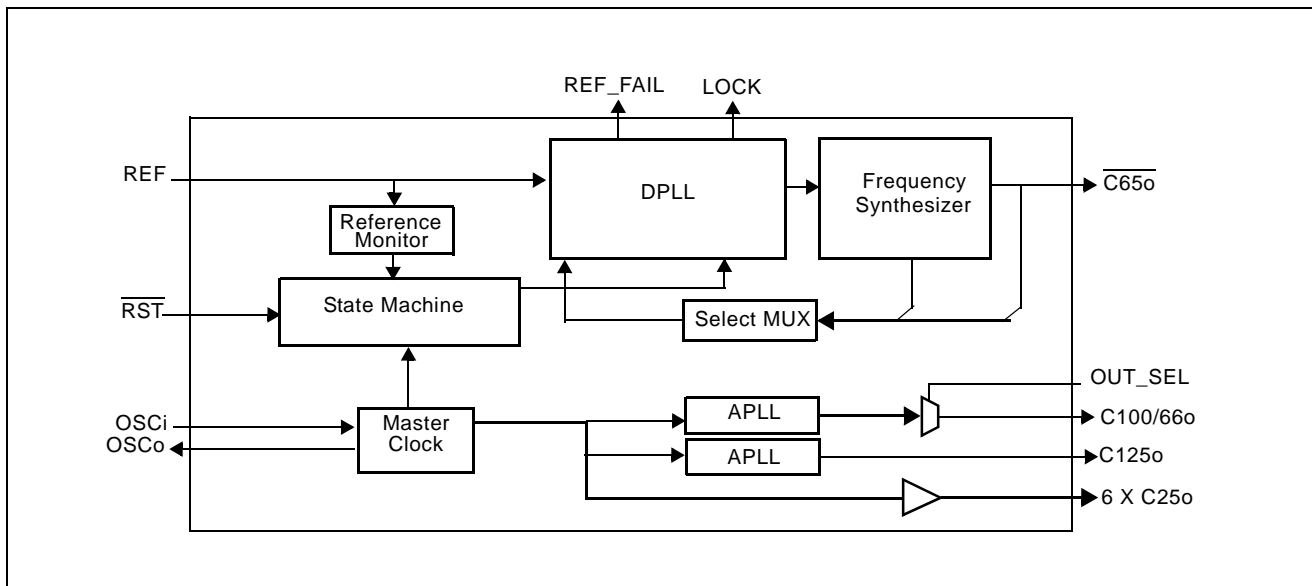 REF_FAIL
LOCK
REF
DPLL
Frequency
Synthesizer
C65o
Reference
Monitor
RST
State Machine
Select MUX
OUT_SEL
OSCi
OSCo
Master
Clock
APLL
C100/66o
APLL
C125o
6 X C25o